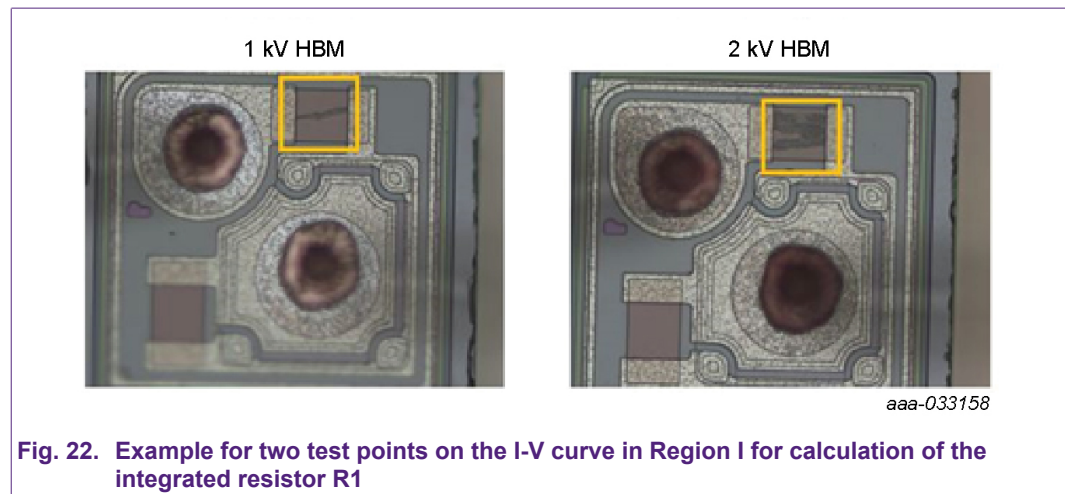 1 kV HBM
2 kV HBM
aaa-033158
Fig. 22. Example for two test points on the I-V curve in Region I for calculation of the
integrated resistor R1